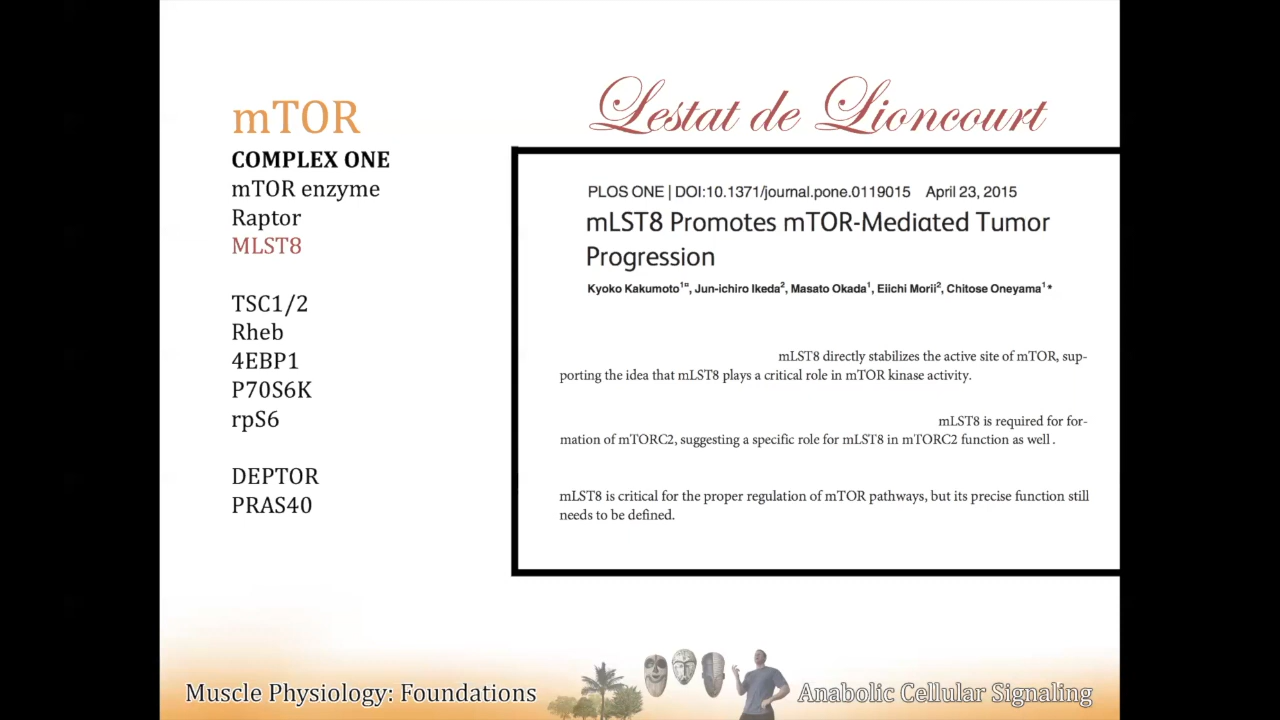 mTOR
COMPLEX ONE
mTOR enzyme
Raptor
MLST8
TSC1/2
Rheb
4EBP1
P70S6K
rpS6
DEPTOR
PRAS40
Lestat de Lioncourt
PLOS ONE | DOI:10.1371/journal.pone.0119015 April 23, 2015
mLST8 Promotes mTOR-Mediated Tumor
Progression
Kyoko Kakumoto1¤, Jun-ichiro Ikeda2, Masato Okada1, Eiichi Morii2, Chitose Oneyama1*
mLST8 directly stabilizes the active site of mTOR, sup-
porting the idea that mLST8 plays a critical role in mTOR kinase activity.
mLST8 is required for for-
mation of mTORC2, suggesting a specific role for mLST8 in mTORC2 function as well .
mLST8 is critical for the proper regulation of mTOR pathways, but its precise function still
needs to be defined.
Muscle Physiology: Foundations
Anabolic Cellular Signaling